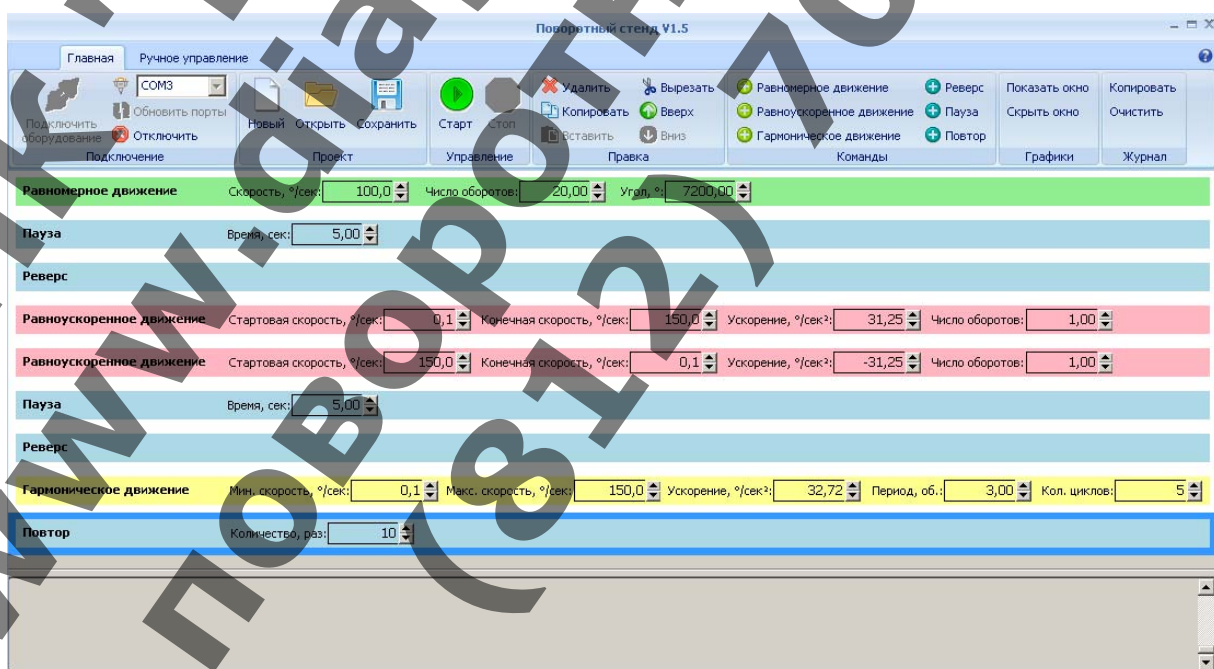 Поворотный стенд V1.5
Главная Ручное управление
Подключить оборудование
COM3
Обновить порты
Отключить
Подключение
Новый Открыть Сохранить
Проект
Старт Стоп
Управление
Удалить Вырезать
Копировать Вверх
Вставить Вниз
Правка
Равномерное движение Реверс
Равноускоренное движение Пауза
Гармоническое движение Повтор
Команды
Показать окно
Скрыть окно
Графики
Копировать
Очистить
Журнал
Равномерное движение Скорость, °/сек: 100,0 Число оборотов: 20,00 Угол, °: 7200,00
Пауза Время, сек: 5,00
Реверс
Равноускоренное движение Стартовая скорость, °/сек: 0,1 Конечная скорость, °/сек: 150,0 Ускорение, °/сек²: 31,25 Число оборотов: 1,00
Равноускоренное движение Стартовая скорость, °/сек: 150,0 Конечная скорость, °/сек: 0,1 Ускорение, °/сек²: -31,25 Число оборотов: 1,00
Пауза Время, сек: 5,00
Реверс
Гармоническое движение Мин. скорость, °/сек: 0,1 Макс. скорость, °/сек: 150,0 Ускорение, °/сек²: 32,72 Период, об.: 3,00 Кол. циклов: 5
Повтор Количество, раз: 10
www.dia
поворотн
(812) 70